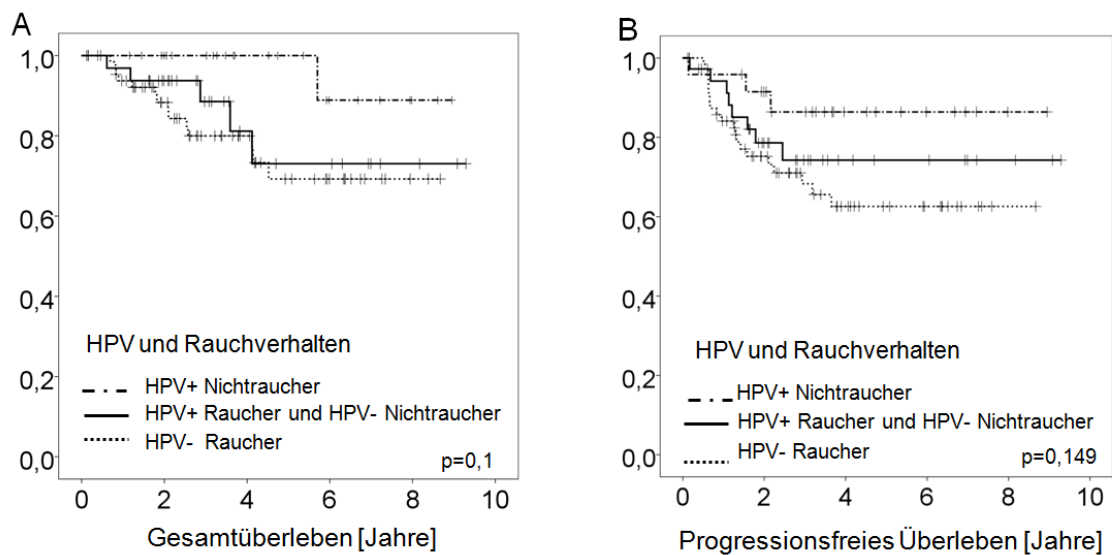 A
1,0
0,8
0,6
0,4
0,2
0,0
HPV und Rauchverhalten
HPV+ Nichtraucher
HPV+ Raucher und HPV- Nichtraucher
HPV- Raucher
p=0,1
0 2 4 6 8 10
Gesamtüberleben [Jahre]
B
1,0
0,8
0,6
0,4
0,2
0,0
HPV und Rauchverhalten
HPV+ Nichtraucher
HPV+ Raucher und HPV- Nichtraucher
HPV- Raucher
p=0,149
0 2 4 6 8 10
Progressionsfreies Überleben [Jahre]